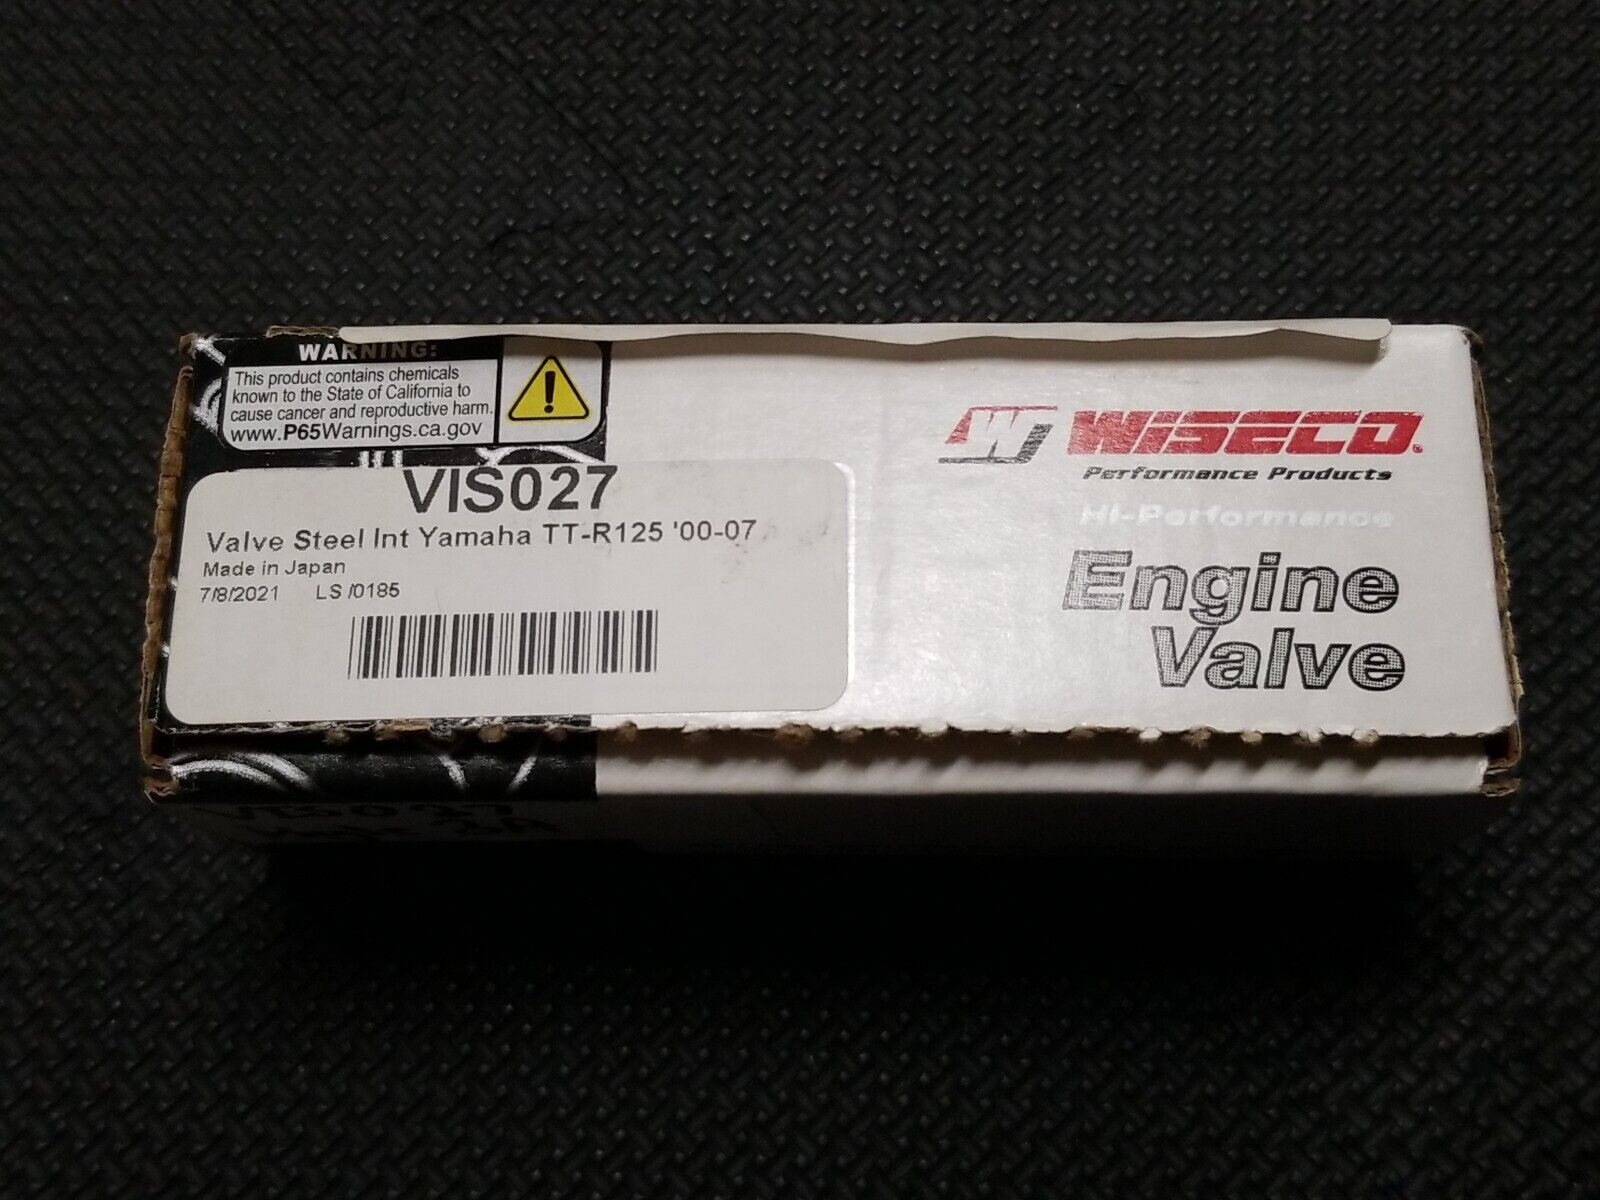 WARNING:
This product contains chemicals
known to the State of California to
cause cancer and reproductive harm.
www.P65Warnings.ca.gov
VIS027
Valve Steel Int Yamaha TT-R125 '00-07
Made in Japan
7/8/2021 LS /0185
W WISECO.
Performance Products
Hi-Performance
Engine
Valve